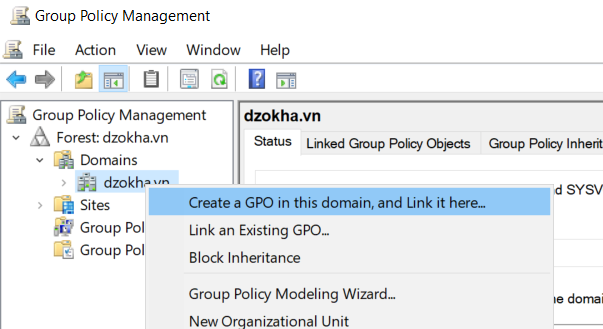 Group Policy Management
File Action View Window Help
Group Policy Management
Forest: dzokha.vn
Domains
dzokha.vn
Sites
Group Pol
Group Pol
dzokha.vn
Status Linked Group Policy Objects Group Policy Inherit
d SYSV
Create a GPO in this domain, and Link it here...
Link an Existing GPO...
Block Inheritance
Group Policy Modeling Wizard...
New Organizational Unit
e domai